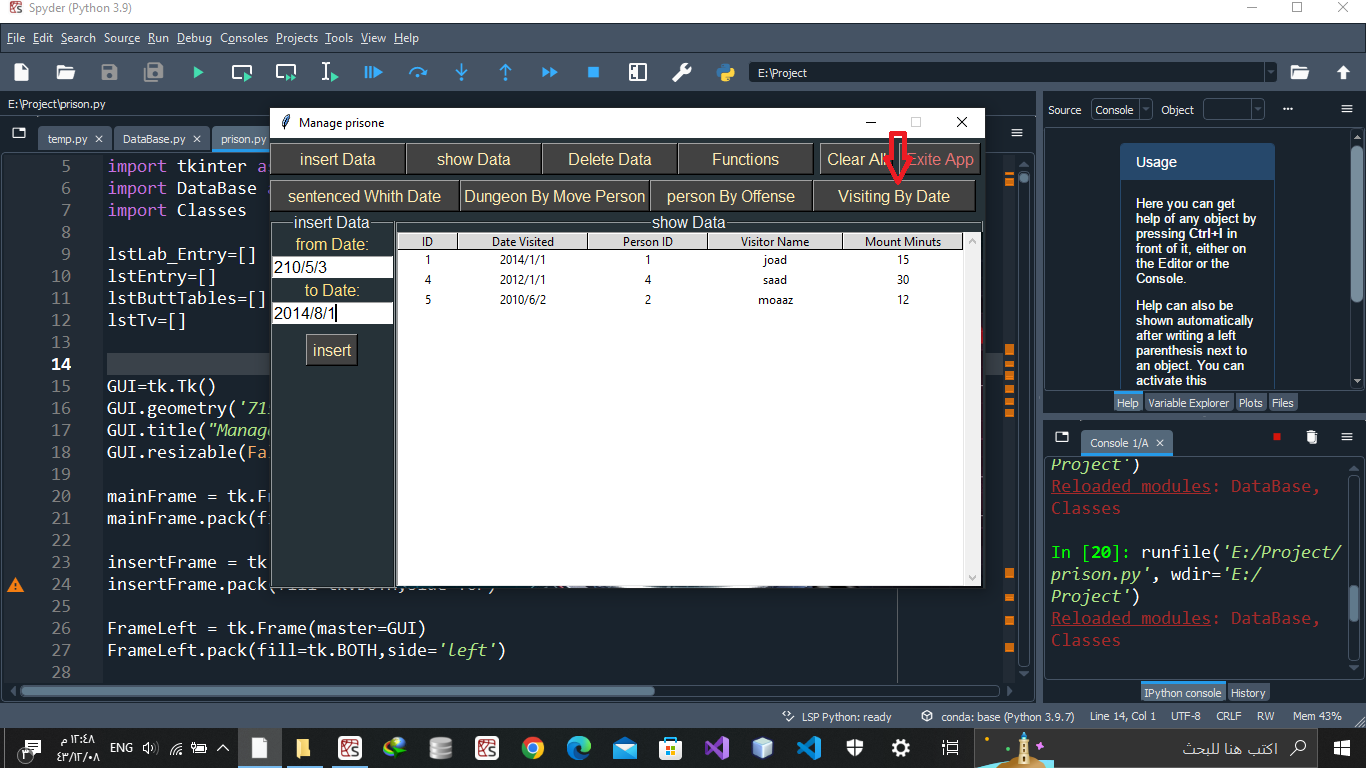 Spyder (Python 3.9)
File Edit Search Source Run Debug Consoles Projects Tools View Help
E:\Project
E:\Project\prison.py
temp.py DataBase.py prison.py
5 import tkinter as
6 import DataBase
7 import Classes
8
9 lstLab_Entry=[]
10 lstEntry=[]
11 lstButtTables=[]
12 lstTv=[]
13
14
15 GUI=tk.Tk()
16 GUI.geometry('71
17 GUI.title("Manag
18 GUI.resizable(Fa
19
20 mainFrame = tk.Fr
21 mainFrame.pack(fi
22
23 insertFrame = tk
24 insertFrame.pack(
25
26 FrameLeft = tk.Frame(master=GUI)
27 FrameLeft.pack(fill=tk.BOTH,side='left')
28
Manage prisone
insert Data show Data Delete Data Functions Clear All Exite App
sentenced Whith Date Dungeon By Move Person person By Offense Visiting By Date
insert Data
from Date:
210/5/3
to Date:
2014/8/1
insert
show Data
ID Date Visited Person ID Visitor Name Mount Minuts
1 2014/1/1 1 joad 15
4 2012/1/1 4 saad 30
5 2010/6/2 2 moaaz 12
Source Console Object
Usage
Here you can get
help of any object by
pressing Ctrl+I in
front of it, either on
the Editor or the
Console.
Help can also be
shown automatically
after writing a left
parenthesis next to
an object. You can
activate this
Help Variable Explorer Plots Files
Console 1/A
Project')
Reloaded modules: DataBase,
Classes
In [20]: runfile('E:/Project/
prison.py', wdir='E:/
Project')
Reloaded modules: DataBase,
Classes
IPython console History
LSP Python: ready conda: base (Python 3.9.7) Line 14, Col 1 UTF-8 CRLF RW Mem 43%
١٢:٤٨ م
٤٣/١٢/٠٨
ENG
اكتب هنا للبحث